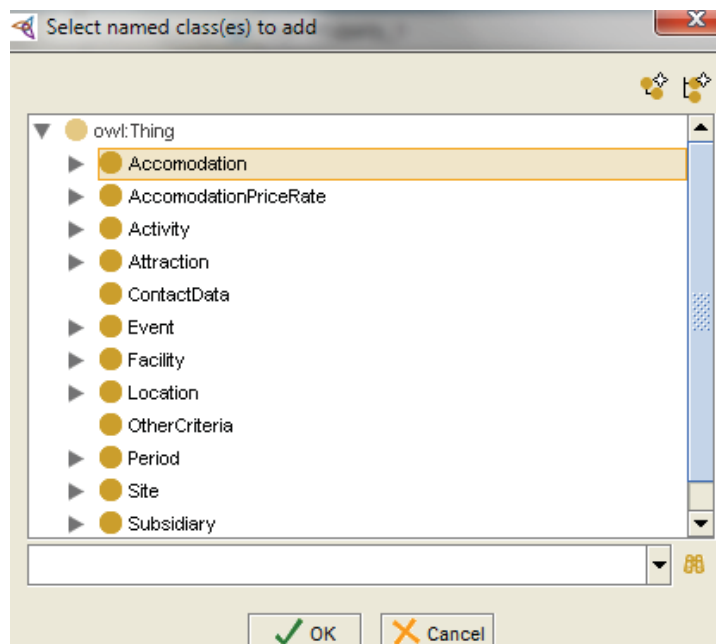 Select named class(es) to add
owl:Thing
Accomodation
AccomodationPriceRate
Activity
Attraction
ContactData
Event
Facility
Location
OtherCriteria
Period
Site
Subsidiary
OK Cancel